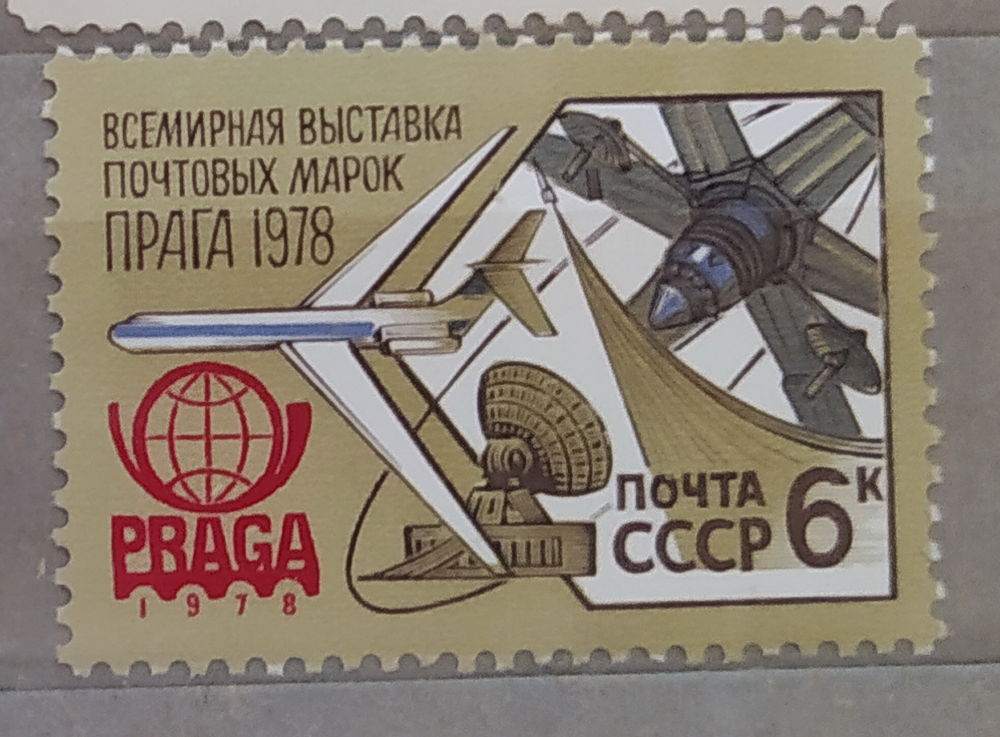 ВСЕМИРНАЯ ВЫСТАВКА
ПОЧТОВЫХ МАРОК
ПРАГА 1978
PRAGA
1978
ПОЧТА
СССР 6К